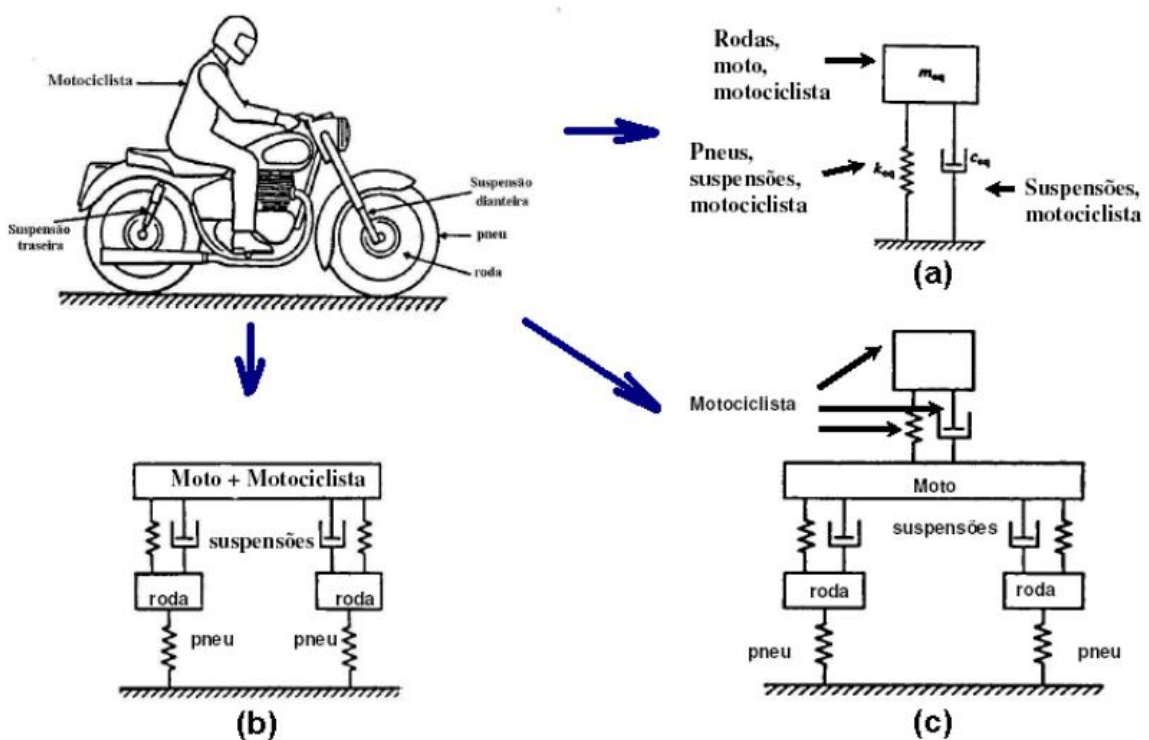 Motociclista
Suspensão
traseira
Suspensão
dianteira
pneu
roda
Rodas,
moto,
motociclista
m_eq
Pneus,
suspensões,
motociclista
k_eq
c_eq
Suspensões,
motociclista
(a)
Moto + Motociclista
suspensões
roda
roda
pneu
pneu
(b)
Motociclista
Moto
suspensões
roda
roda
pneu
pneu
(c)